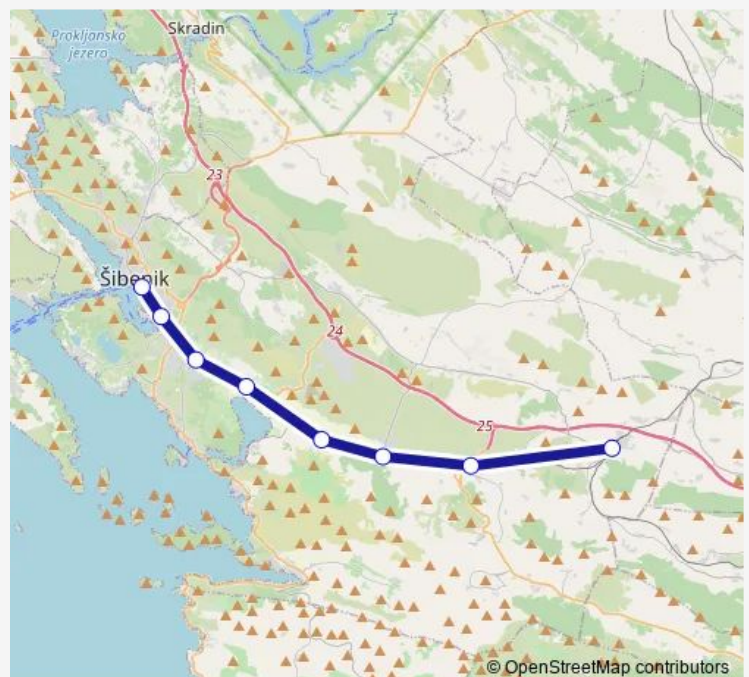 Skradin
Prokljansko
jezero
23
Šibenik
24
25
© OpenStreetMap contributors